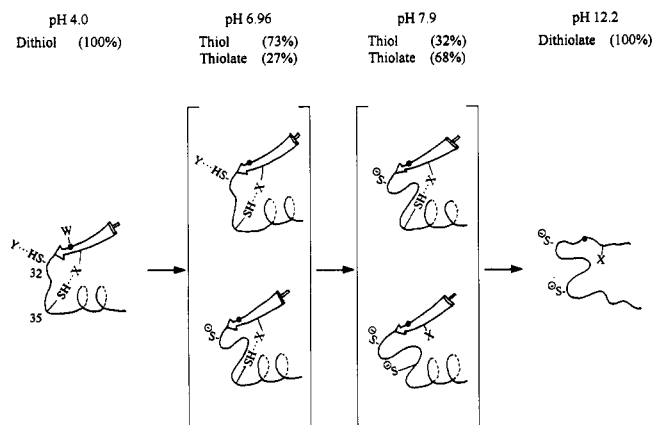 pH 4.0
Dithiol (100%)
pH 6.96
Thiol (73%)
Thiolate (27%)
pH 7.9
Thiol (32%)
Thiolate (68%)
pH 12.2
Dithiolate (100%)
Y···HS-
X
SH
⊖S-
X
SH
W
Y···HS-
32
X
SH
35
⊖S-
X
SH
⊖S-
X
⊖S
⊖S-
X
⊖S-